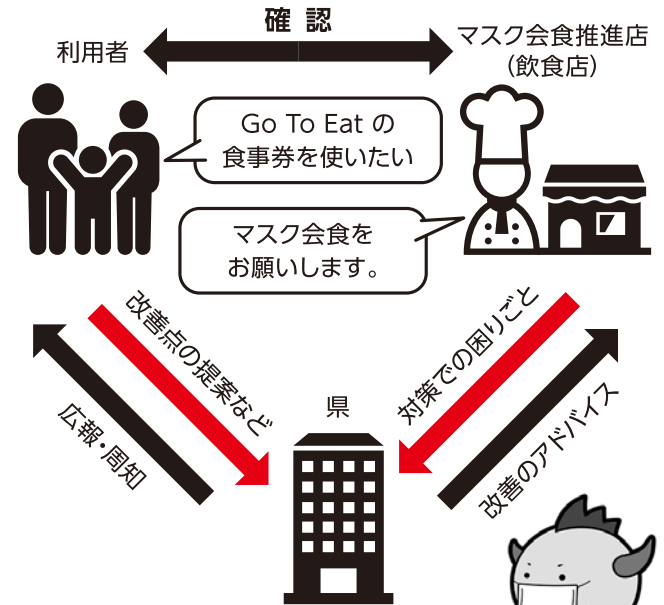 確認
利用者
マスク会食推進店
（飲食店）
Go To Eat の
食事券を使いたい
マスク会食を
お願いします。
改善点の提案など
広報・周知
県
対策での困りごと
改善のアドバイス